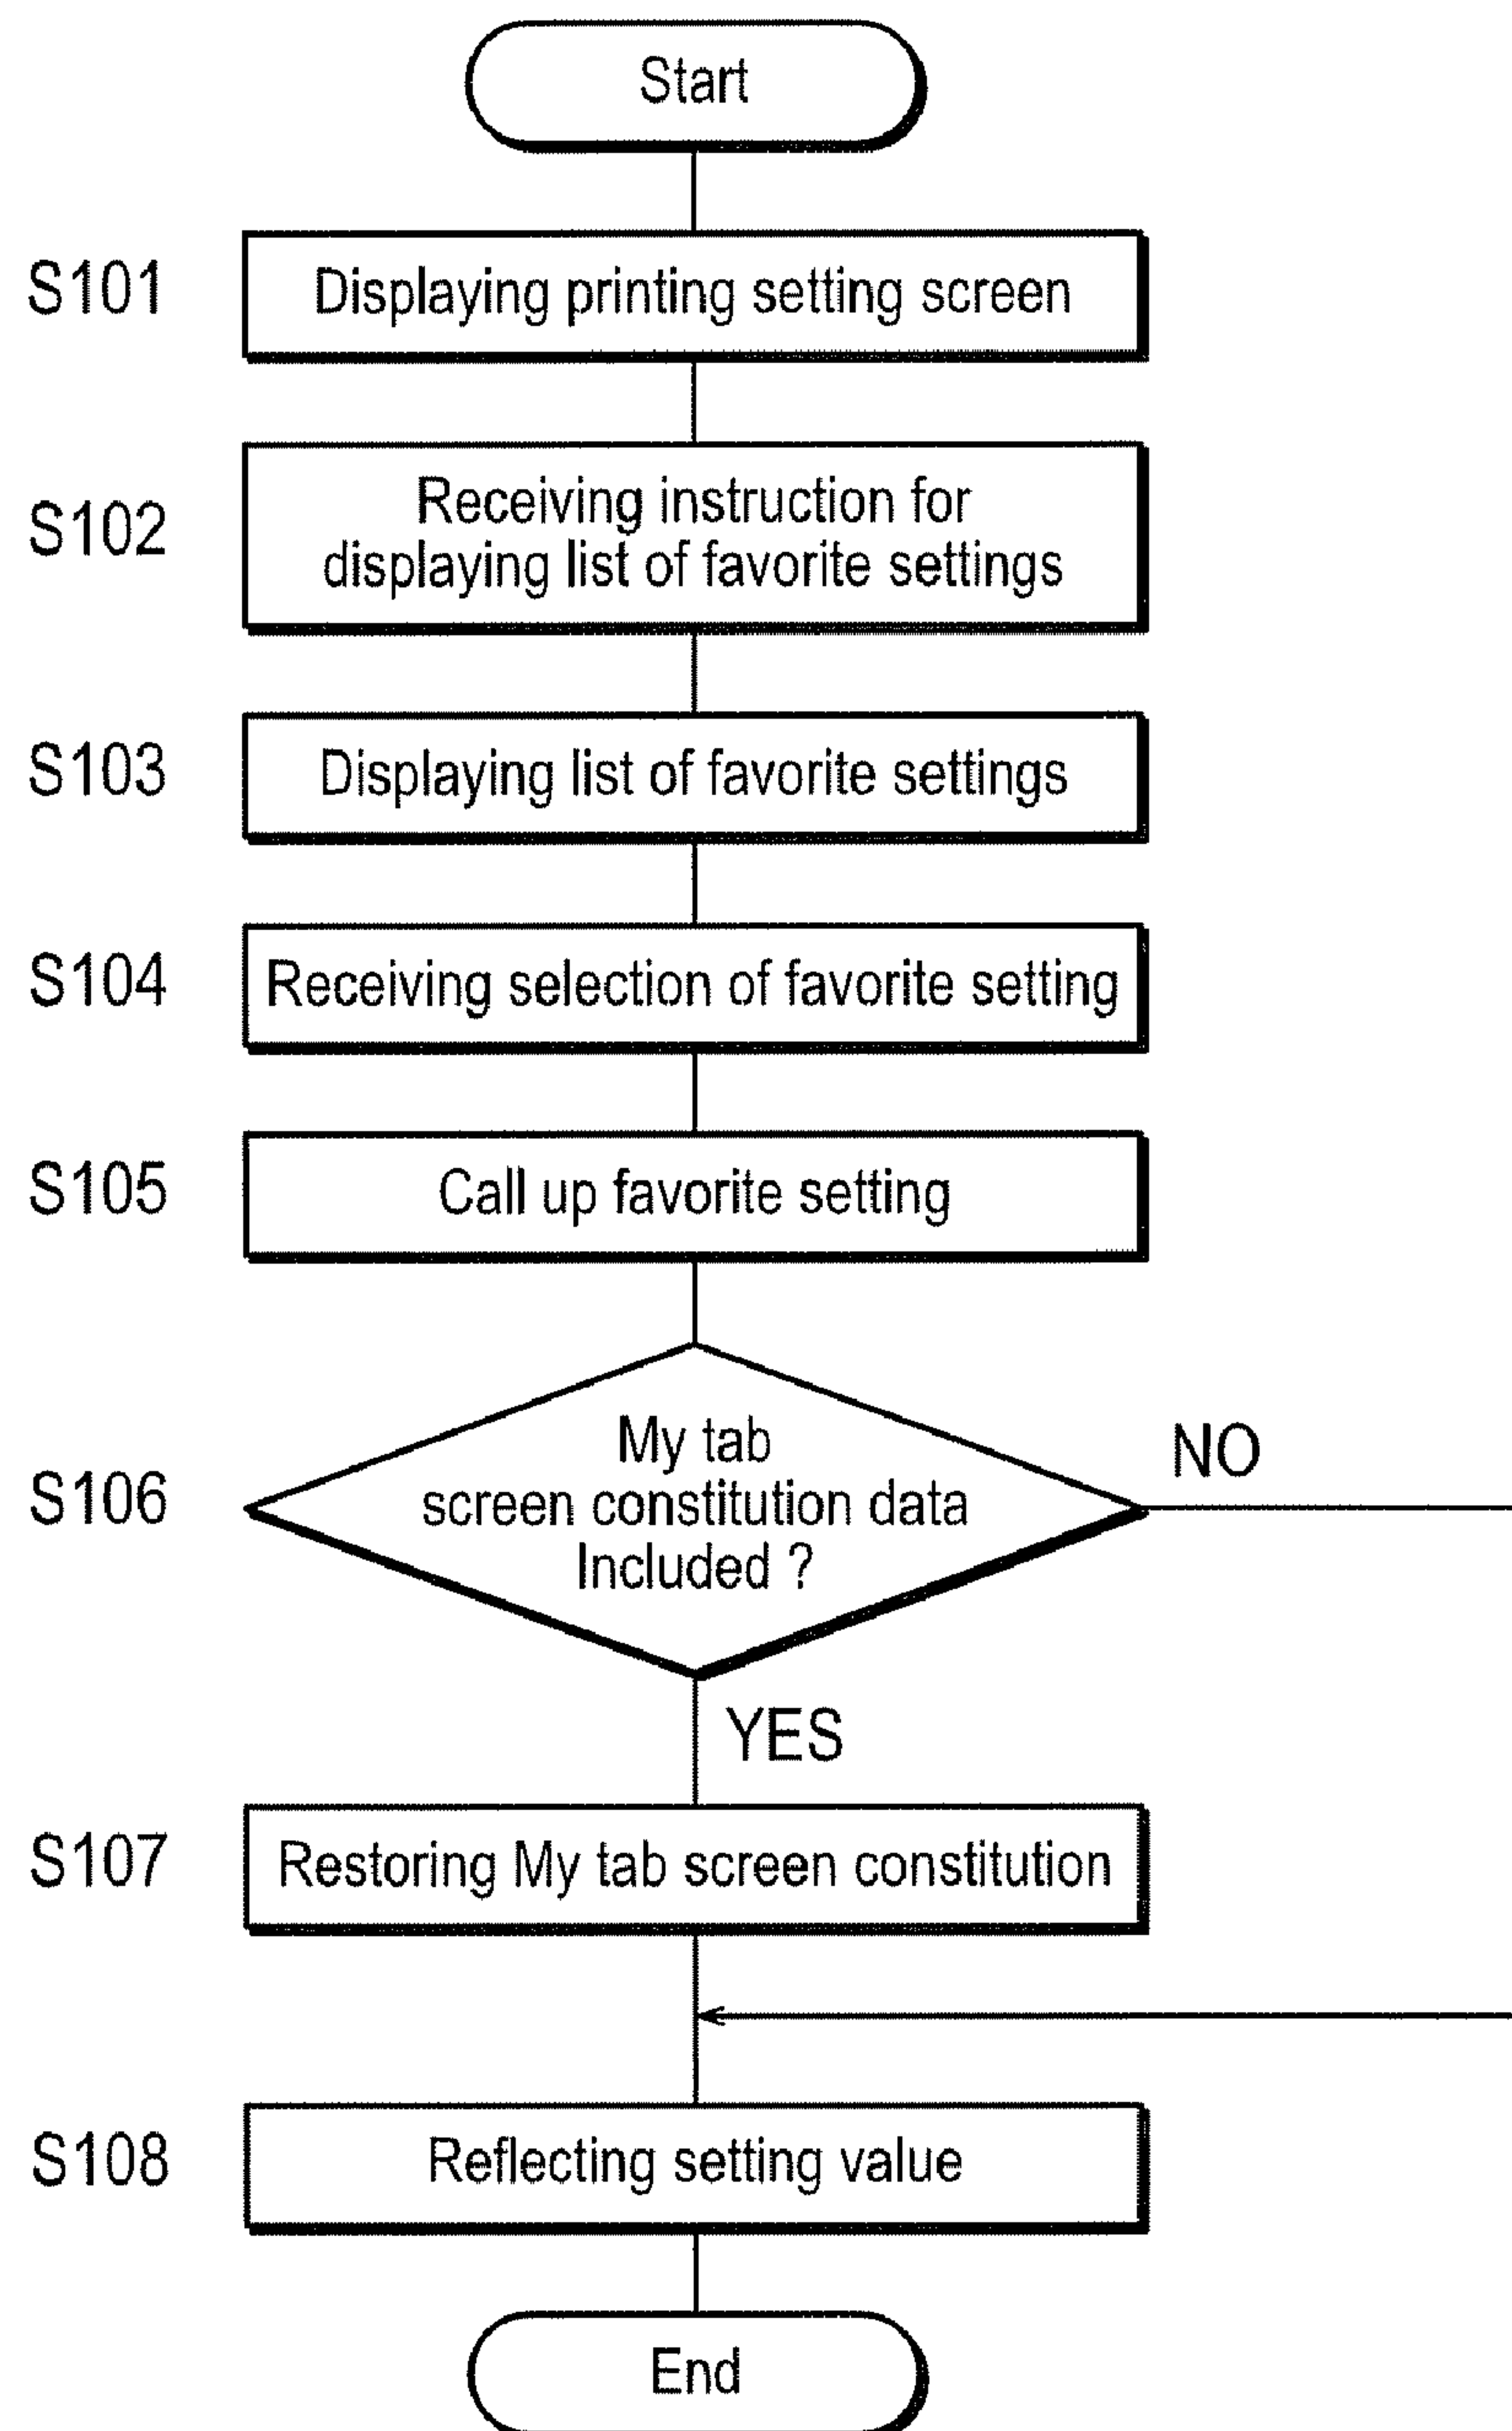 Start
S101
Displaying printing setting screen
S102
Receiving instruction for
displaying list of favorite settings
S103
Displaying list of favorite settings
S104
Receiving selection of favorite setting
S105
Call up favorite setting
S106
My tab
screen constitution data
Included ?
NO
YES
S107
Restoring My tab screen constitution
S108
Reflecting setting value
End